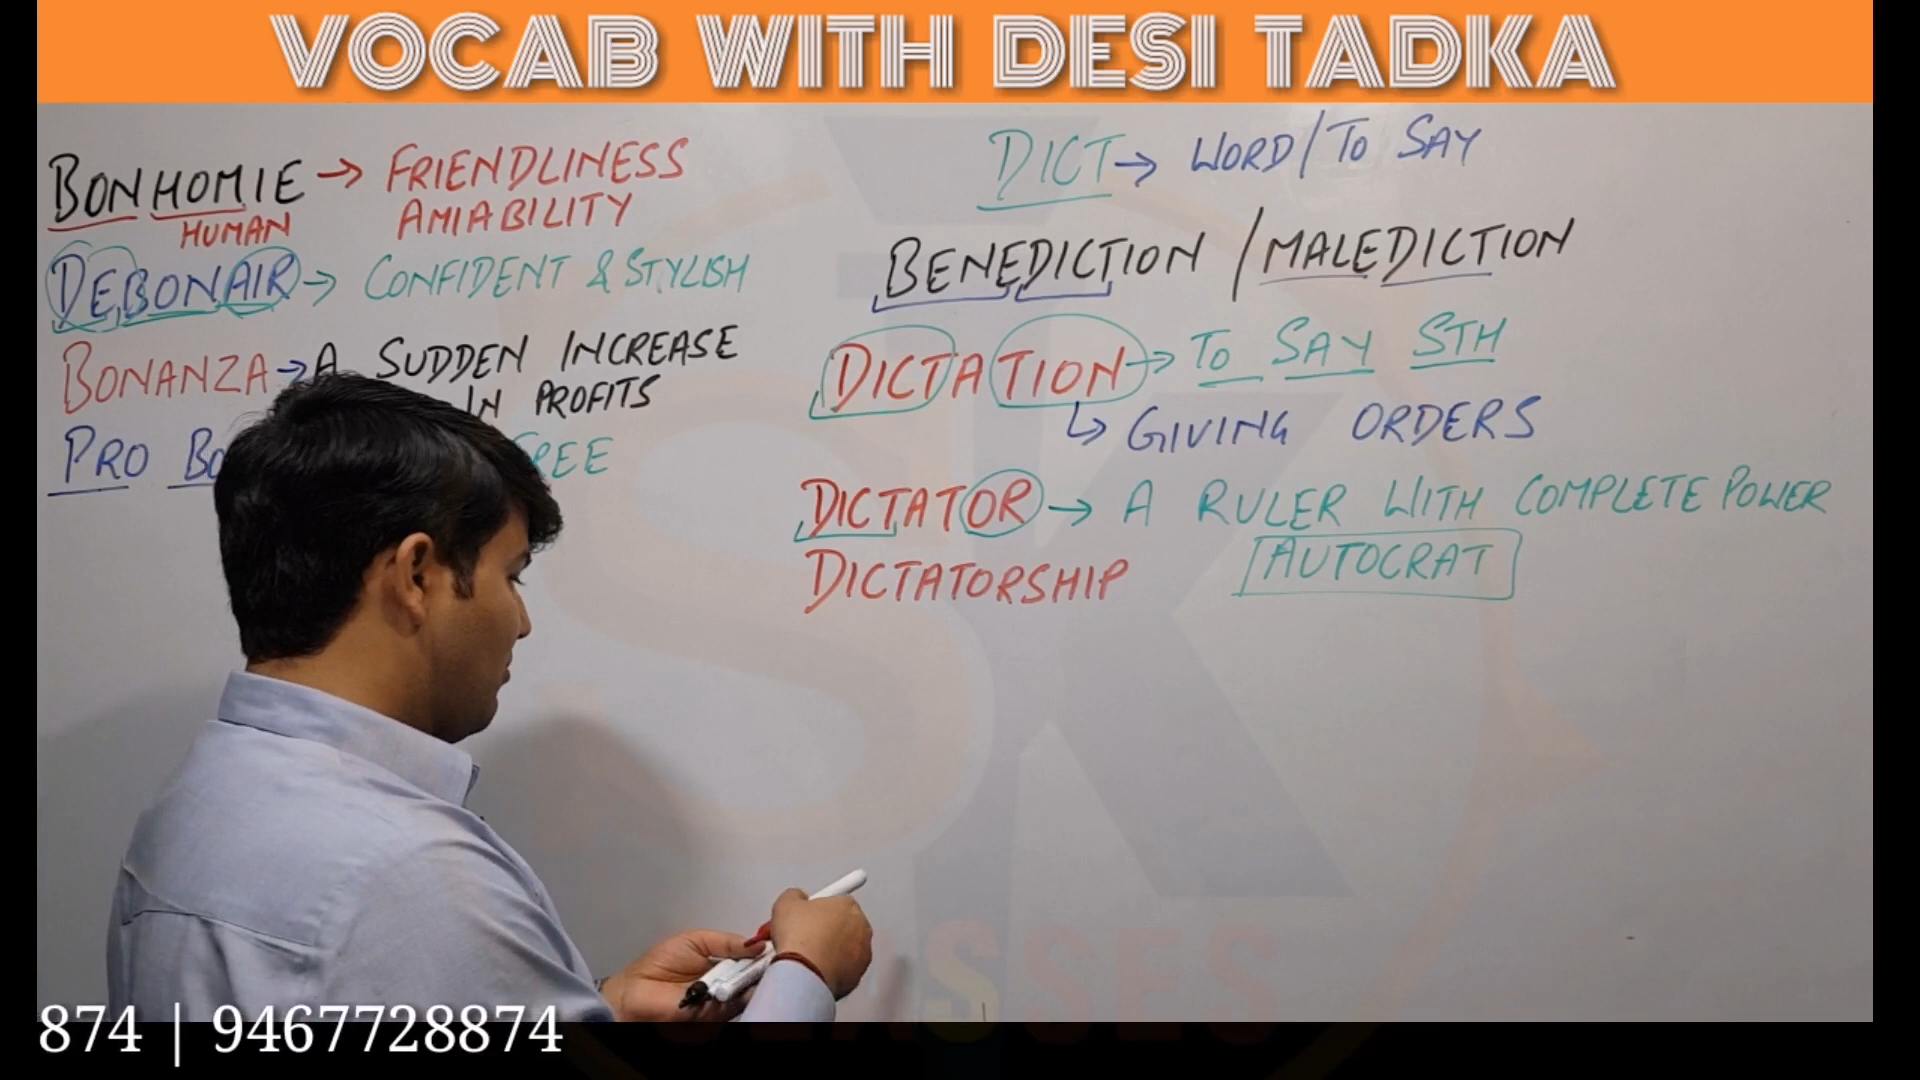 VOCAB WITH DESI TADKA
BONHOMIE → FRIENDLINESS
HUMAN AMIABILITY
DEBONAIR → CONFIDENT & STYLISH
BONANZA → A SUDDEN INCREASE
IN PROFITS
PRO
DICT → WORD / TO SAY
BENEDICTION / MALEDICTION
DICTATION → TO SAY STH
↳ GIVING ORDERS
DICTATOR → A RULER WITH COMPLETE POWER
AUTOCRAT
DICTATORSHIP
SK
CLASSES
874 | 9467728874